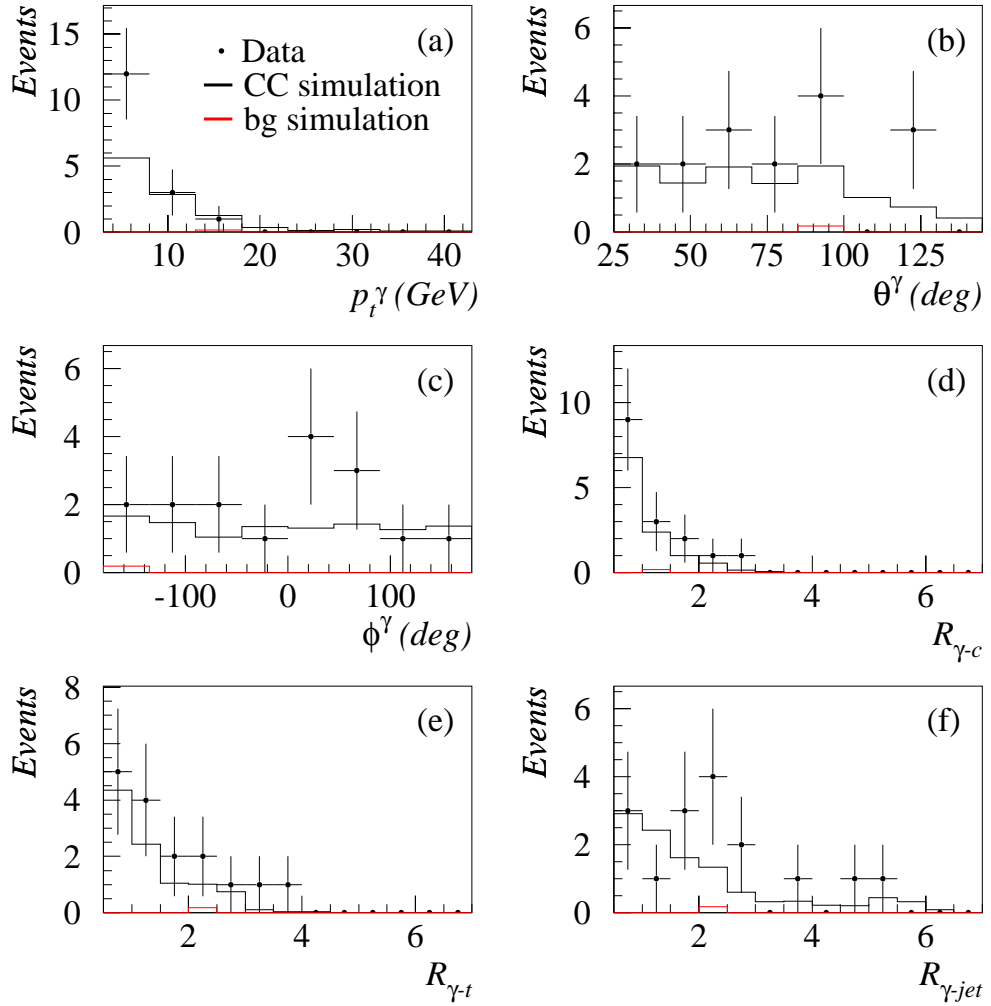 Events
(a)
15
10
5
0
Data
CC simulation
bg simulation
10 20 30 40
p_t^γ (GeV)
Events
(b)
6
4
2
0
25 50 75 100 125
θ^γ (deg)
Events
(c)
6
4
2
0
-100 0 100
ϕ^γ (deg)
Events
(d)
10
5
0
2 4 6
R_γ-c
Events
(e)
8
6
4
2
0
2 4 6
R_γ-t
Events
(f)
6
4
2
0
2 4 6
R_γ-jet